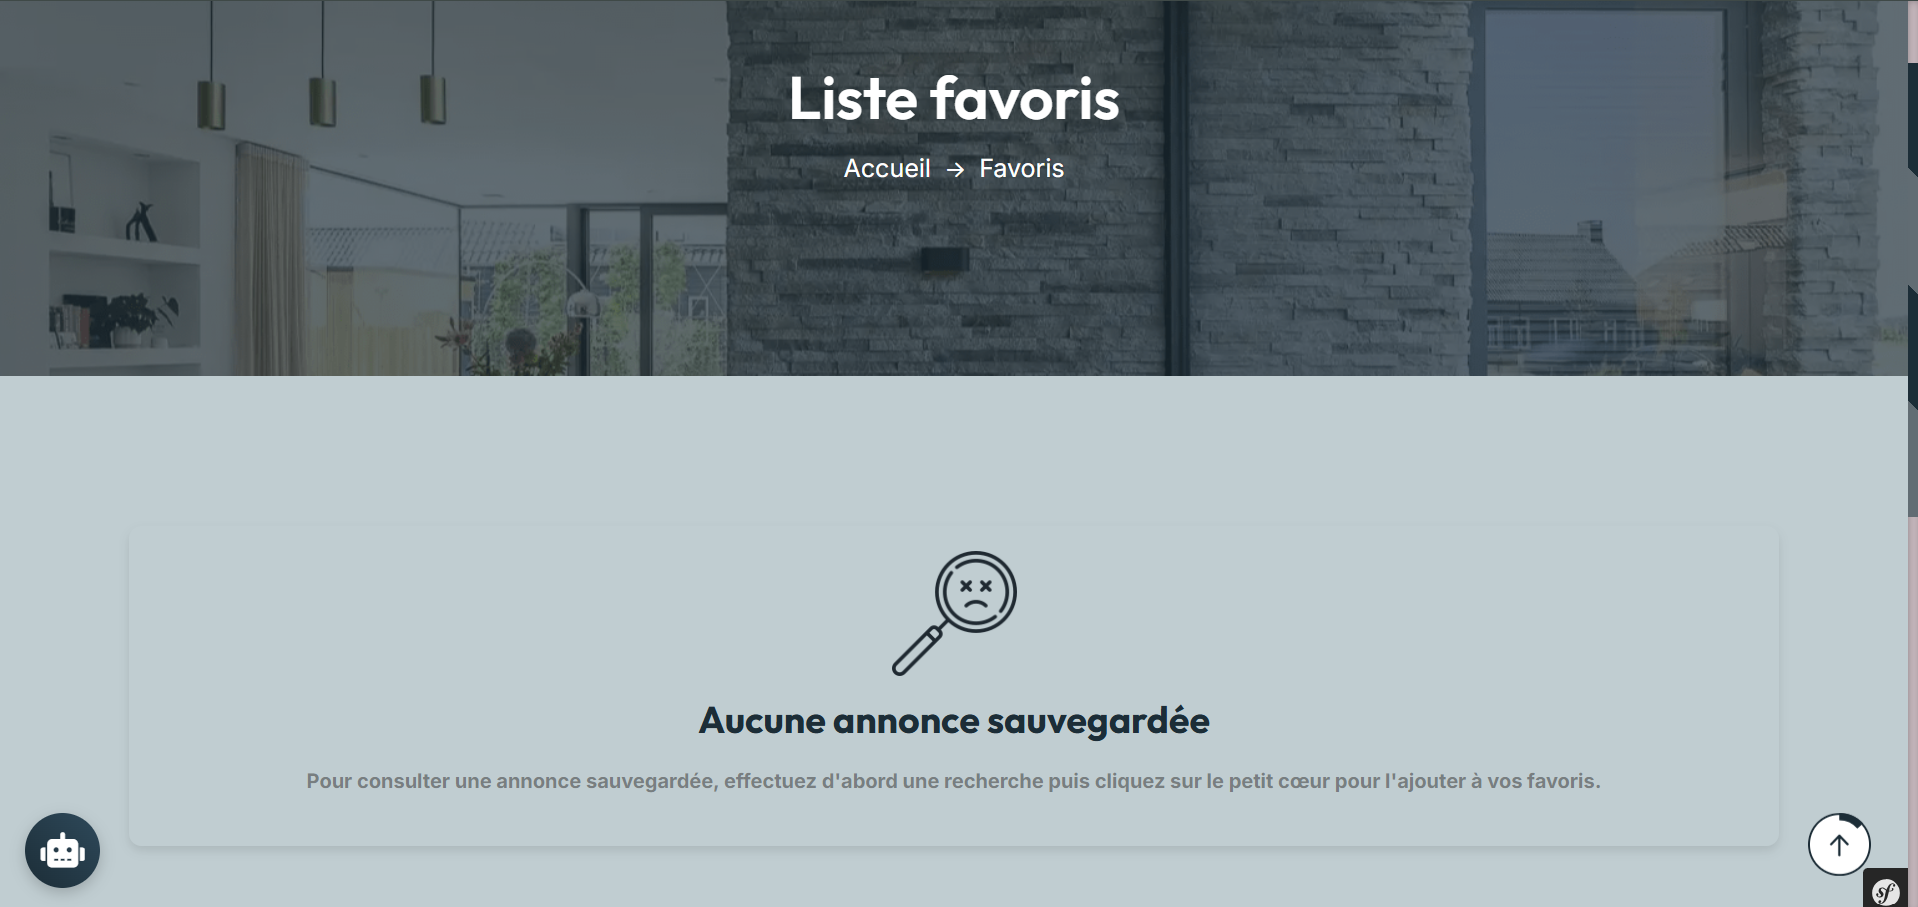 Liste favoris
Accueil → Favoris
Aucune annonce sauvegardée
Pour consulter une annonce sauvegardée, effectuez d'abord une recherche puis cliquez sur le petit cœur pour l'ajouter à vos favoris.
sf